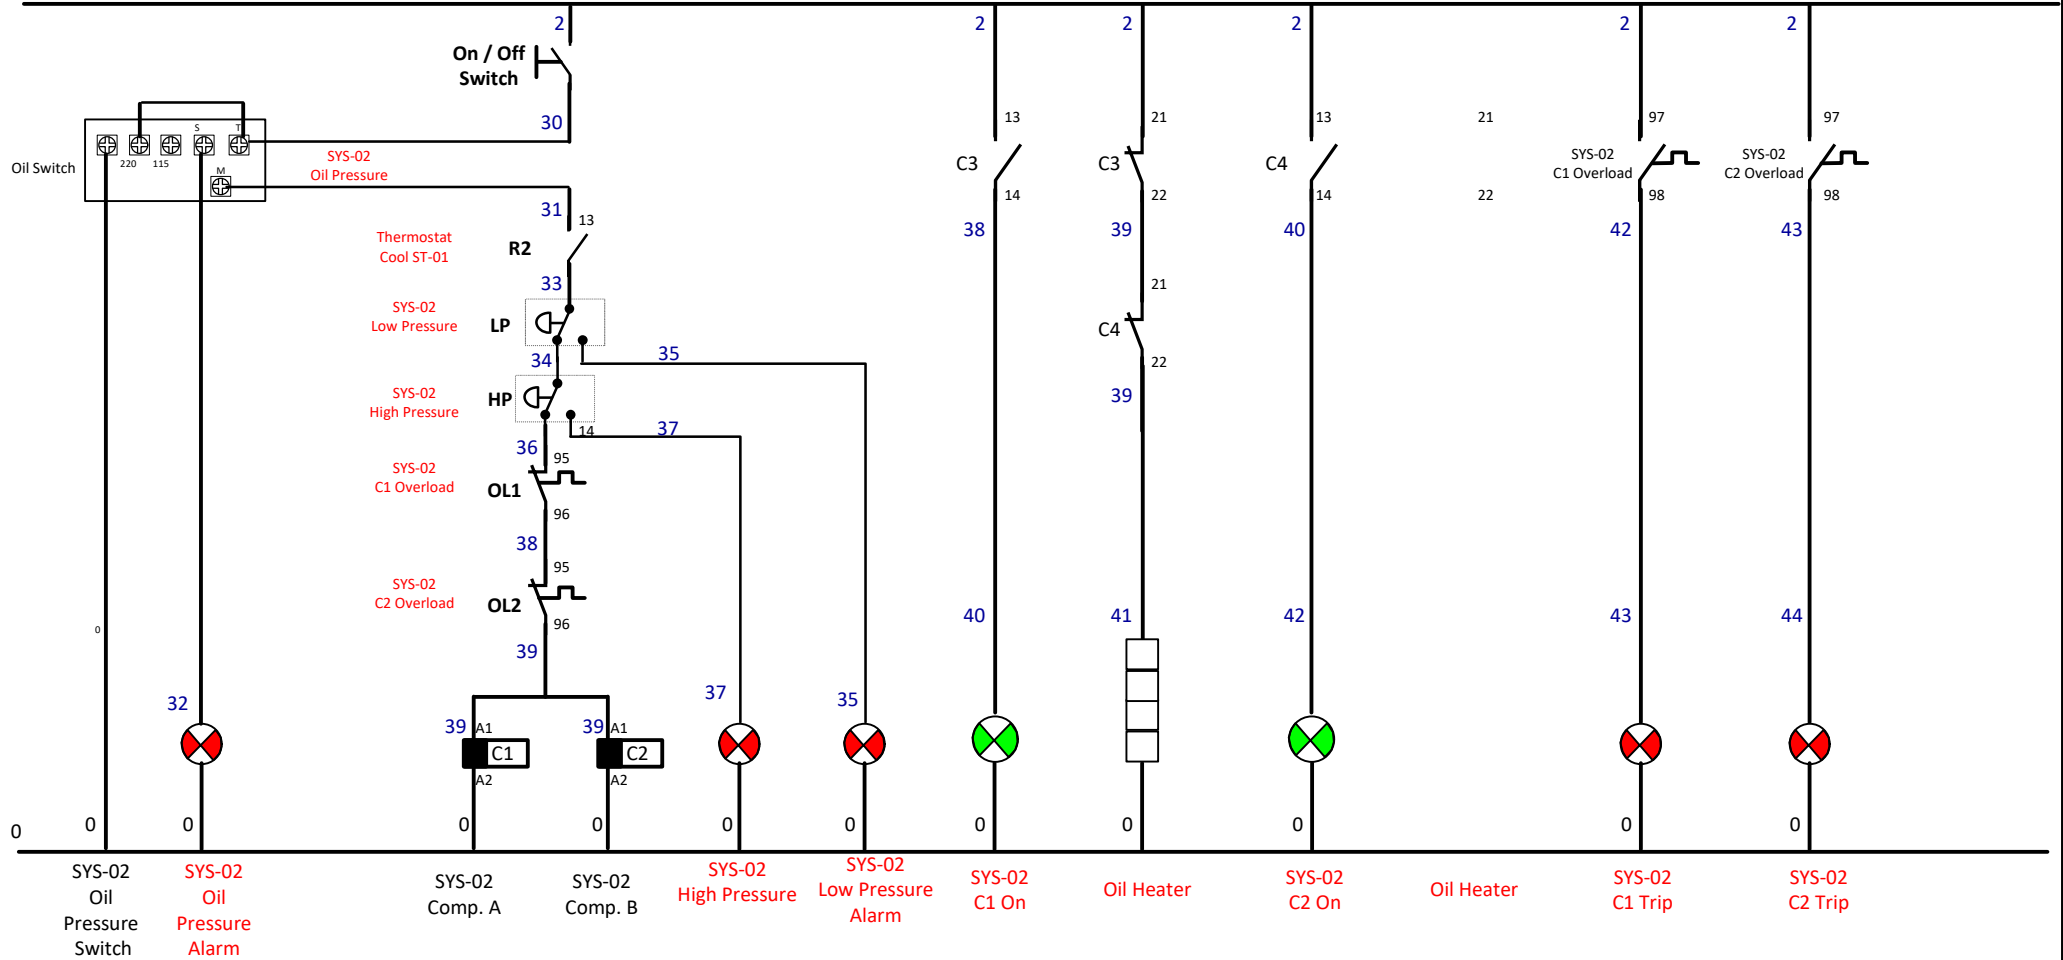 2
2
2
2
2
2
On / Off
Switch
30
13
21
13
21
97
97
S
T
220
115
M
Oil Switch
SYS-02
Oil Pressure
C3
C3
C4
SYS-02
C1 Overload
SYS-02
C2 Overload
14
22
14
22
98
98
31
13
38
39
40
42
43
Thermostat
Cool ST-01
R2
33
21
SYS-02
Low Pressure
LP
C4
34
35
22
SYS-02
High Pressure
HP
39
14
37
36
95
SYS-02
C1 Overload
OL1
96
38
95
SYS-02
C2 Overload
OL2
96
0
40
41
42
43
44
39
32
37
35
39
A1
39
A1
C1
C2
A2
A2
0
0
0
0
0
0
0
0
0
0
0
0
SYS-02
Oil
Pressure
Switch
SYS-02
Oil
Pressure
Alarm
SYS-02
Comp. A
SYS-02
Comp. B
SYS-02
High Pressure
SYS-02
Low Pressure
Alarm
SYS-02
C1 On
Oil Heater
SYS-02
C2 On
Oil Heater
SYS-02
C1 Trip
SYS-02
C2 Trip